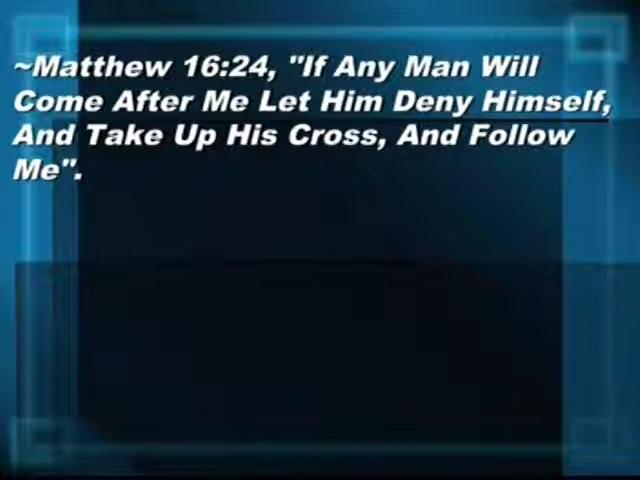 ~Matthew 16:24, "If Any Man Will
Come After Me Let Him Deny Himself,
And Take Up His Cross, And Follow
Me".